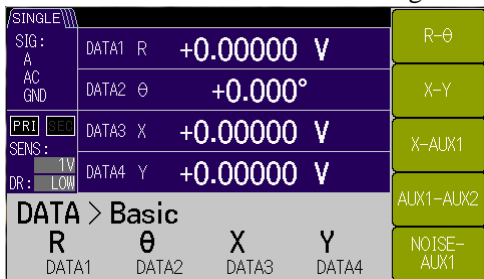 SINGLE
SIG:
A
AC
GND
PRI SEC
SENS:
1V
DR: LOW
DATA1 R +0.00000 V
DATA2 θ +0.000°
DATA3 X +0.00000 V
DATA4 Y +0.00000 V
DATA > Basic
R θ X Y
DATA1 DATA2 DATA3 DATA4
R-θ
X-Y
X-AUX1
AUX1-AUX2
NOISE-
AUX1